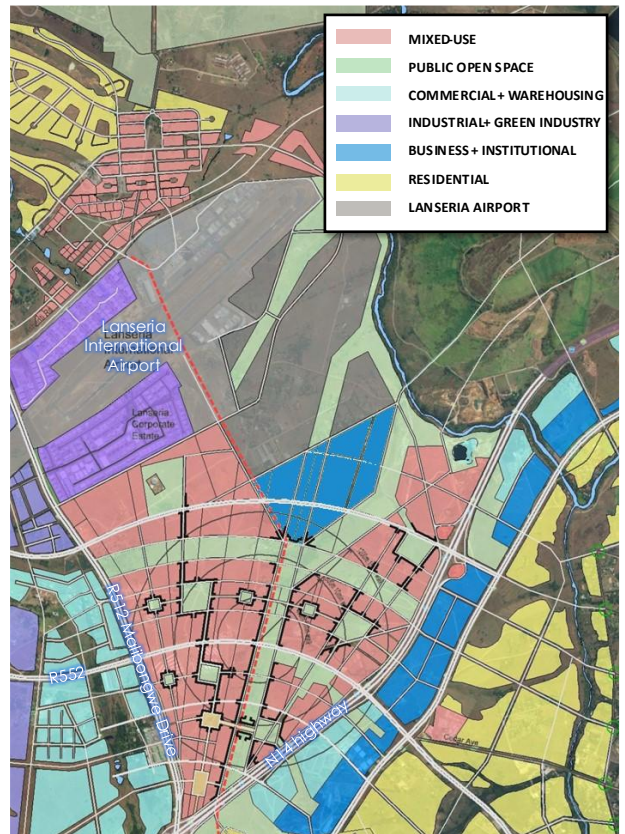 MIXED-USE
PUBLIC OPEN SPACE
COMMERCIAL+ WAREHOUSING
INDUSTRIAL+ GREEN INDUSTRY
BUSINESS + INSTITUTIONAL
RESIDENTIAL
LANSERIA AIRPORT
Lanseria
International
Airport
Lanseria
Corporate
Estate
R512 Malibongwe Drive
R552
N14 highway
Cedar Ave